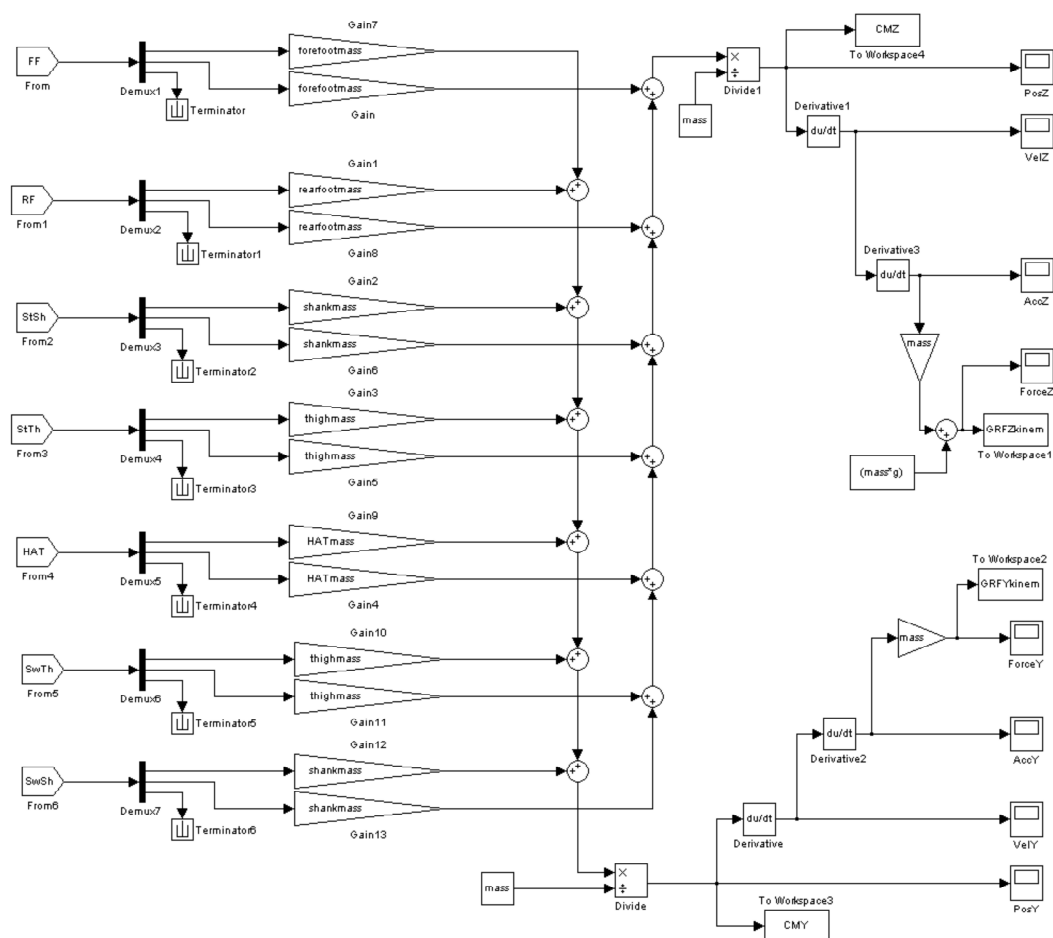 Gain7
FF
forefootmass
CMZ
To Workspace4
From
Demux1
Terminator
forefootmass
Gain
×
÷
Divide1
mass
PosZ
Derivative1
du/dt
VelZ
Gain1
RF
rearfootmass
From1
Demux2
Terminator1
rearfootmass
Gain8
Derivative3
du/dt
AccZ
Gain2
StSh
shankmass
From2
Demux3
Terminator2
shankmass
Gain6
mass
ForceZ
Gain3
StTh
thighmass
From3
Demux4
Terminator3
thighmass
Gain5
GRFZkinem
To Workspace1
(mass*g)
Gain9
HAT
HATmass
From4
Demux5
Terminator4
HATmass
Gain4
To Workspace2
GRFYkinem
Gain10
SwTh
thighmass
From5
Demux6
Terminator5
thighmass
Gain11
mass
ForceY
Gain12
SwSh
shankmass
From6
Demux7
Terminator6
shankmass
Gain13
du/dt
Derivative2
AccY
du/dt
Derivative
VelY
mass
×
÷
Divide
PosY
To Workspace3
CMY